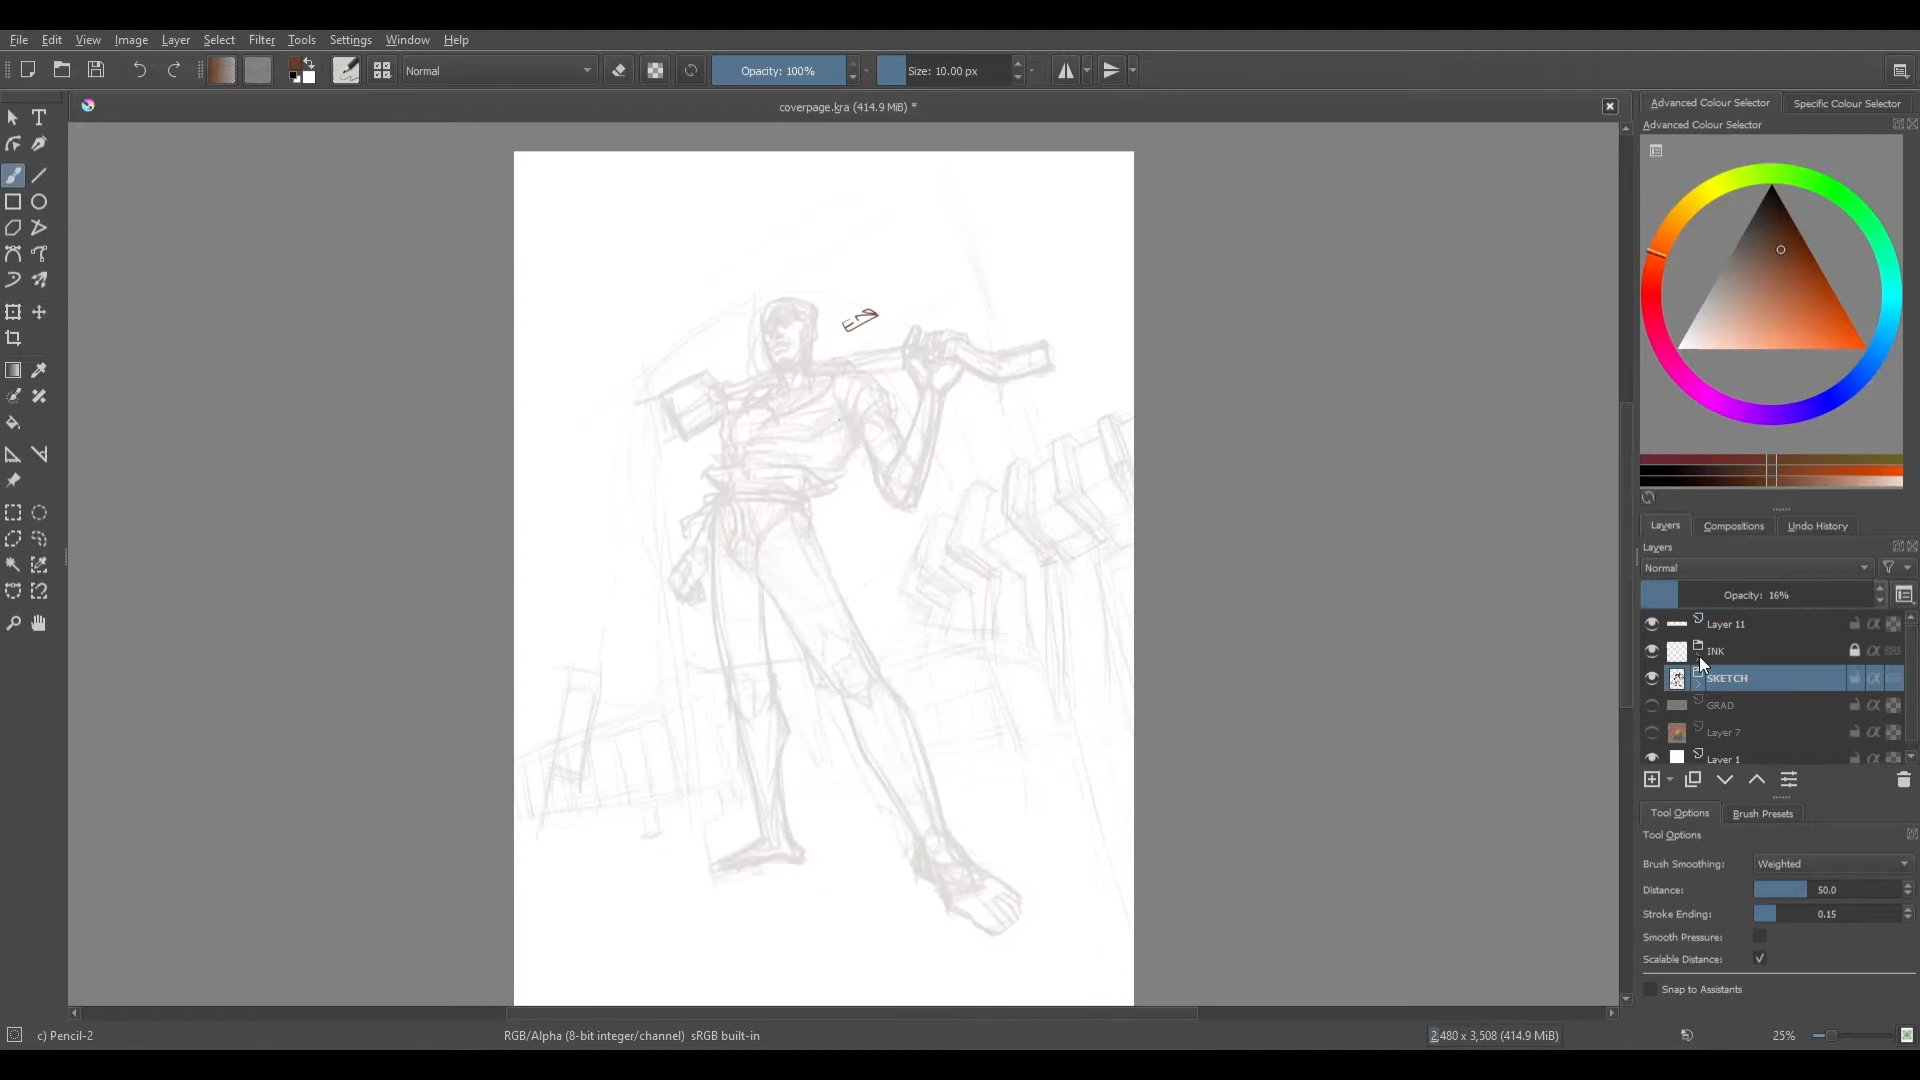 File Edit View Image Layer Select Filter Tools Settings Window Help
Normal
Opacity: 100%
Size: 10.00 px
coverpage.kra (414.9 MiB) *
Advanced Colour Selector
Specific Colour Selector
Advanced Colour Selector
Layers
Compositions
Undo History
Layers
Normal
Opacity: 16%
Layer 11
INK
SKETCH
GRAD
Layer 7
Layer 1
Tool Options
Brush Presets
Tool Options
Brush Smoothing: Weighted
Distance: 50.0
Stroke Ending: 0.15
Smooth Pressure:
Scalable Distance:
Snap to Assistants
c) Pencil-2
RGB/Alpha (8-bit integer/channel) sRGB built-in
2,480 x 3,508 (414.9 MiB)
25%